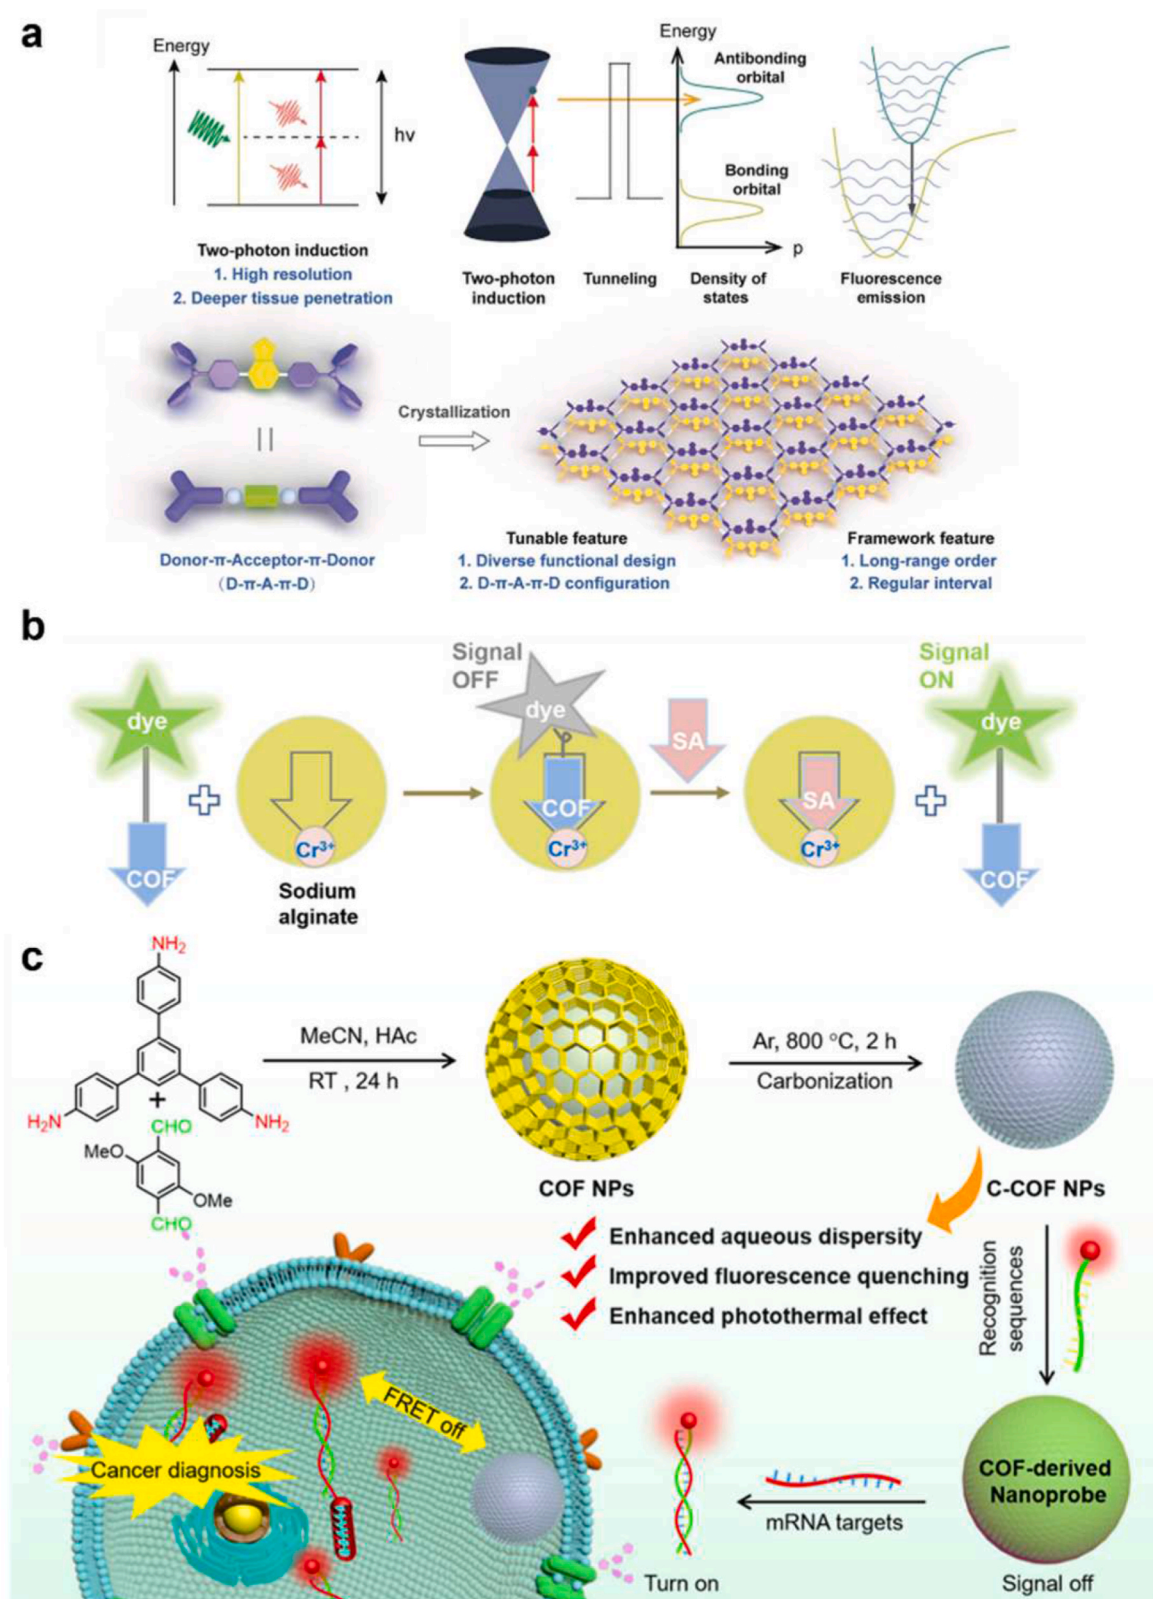 a
Energy
hν
Two-photon induction
1. High resolution
2. Deeper tissue penetration
Two-photon
induction
Tunneling
Energy
Antibonding
orbital
Bonding
orbital
p
Density of
states
Fluorescence
emission
Crystallization
Donor-π-Acceptor-π-Donor
(D-π-A-π-D)
Tunable feature
1. Diverse functional design
2. D-π-A-π-D configuration
Framework feature
1. Long-range order
2. Regular interval
b
dye
COF
Cr³⁺
Sodium
alginate
Signal
OFF
dye
COF
Cr³⁺
SA
SA
Cr³⁺
Signal
ON
dye
COF
c
NH₂
H₂N
NH₂
+
CHO
MeO
OMe
CHO
MeCN, HAc
RT , 24 h
COF NPs
Ar, 800 °C, 2 h
Carbonization
C-COF NPs
Enhanced aqueous dispersity
Improved fluorescence quenching
Enhanced photothermal effect
Recognition
sequences
COF-derived
Nanoprobe
Signal off
mRNA targets
Turn on
FRET off
Cancer diagnosis